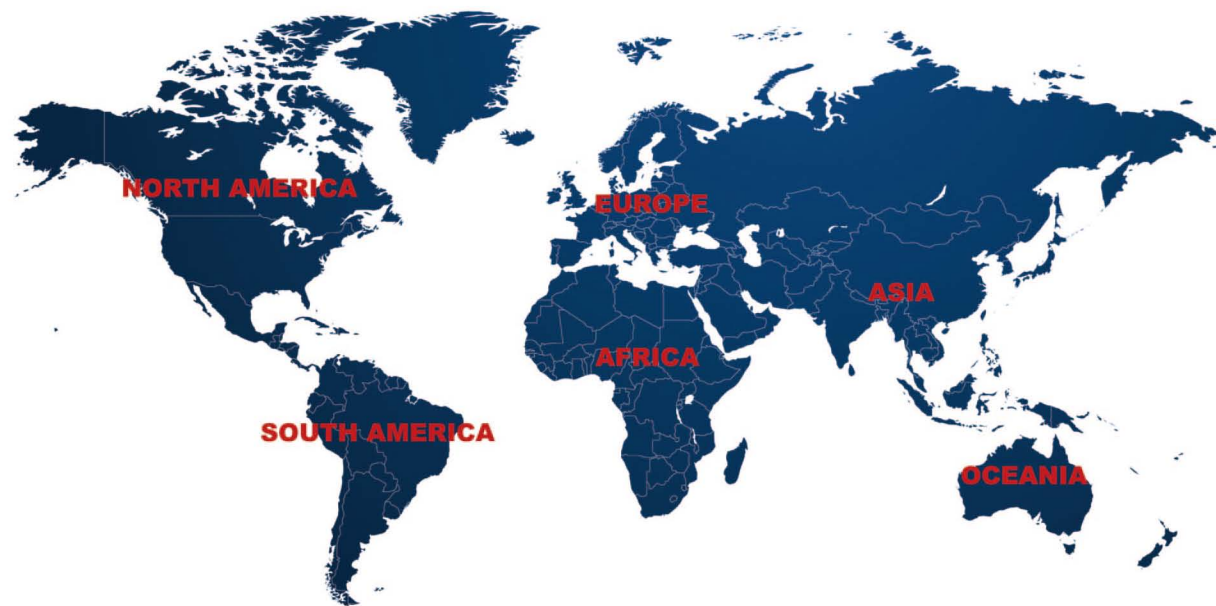 NORTH AMERICA
EUROPE
ASIA
AFRICA
SOUTH AMERICA
OCEANIA